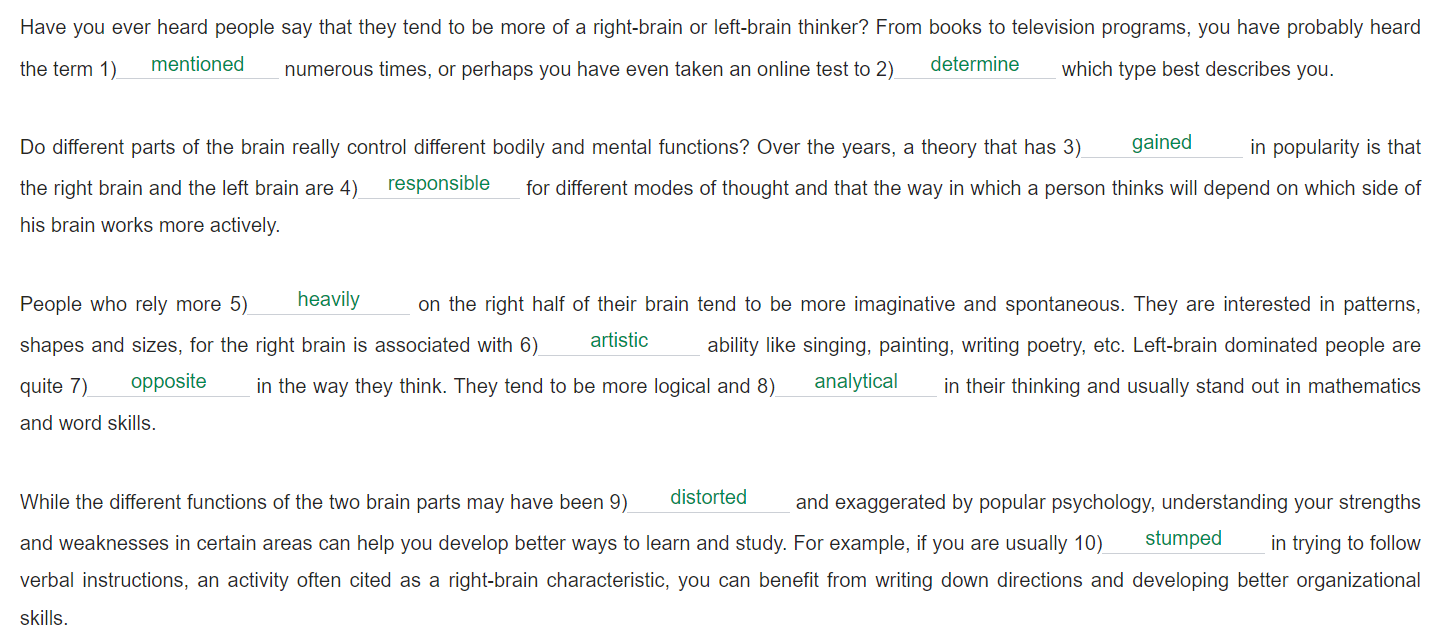 Have you ever heard people say that they tend to be more of a right-brain or left-brain thinker? From books to television programs, you have probably heard
the term 1) mentioned numerous times, or perhaps you have even taken an online test to 2) determine which type best describes you.
Do different parts of the brain really control different bodily and mental functions? Over the years, a theory that has 3) gained in popularity is that
the right brain and the left brain are 4) responsible for different modes of thought and that the way in which a person thinks will depend on which side of
his brain works more actively.
People who rely more 5) heavily on the right half of their brain tend to be more imaginative and spontaneous. They are interested in patterns,
shapes and sizes, for the right brain is associated with 6) artistic ability like singing, painting, writing poetry, etc. Left-brain dominated people are
quite 7) opposite in the way they think. They tend to be more logical and 8) analytical in their thinking and usually stand out in mathematics
and word skills.
While the different functions of the two brain parts may have been 9) distorted and exaggerated by popular psychology, understanding your strengths
and weaknesses in certain areas can help you develop better ways to learn and study. For example, if you are usually 10) stumped in trying to follow
verbal instructions, an activity often cited as a right-brain characteristic, you can benefit from writing down directions and developing better organizational
skills.